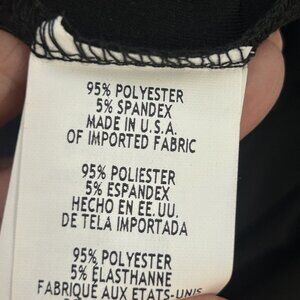 95% POLYESTER
5% SPANDEX
MADE IN U.S.A.
OF IMPORTED FABRIC
95% POLIESTER
5% ESPANDEX
HECHO EN EE.UU.
DE TELA IMPORTADA
95% POLYESTER
5% ÉLASTHANNE
FABRIQUÉ AUX ETATS-UNIS